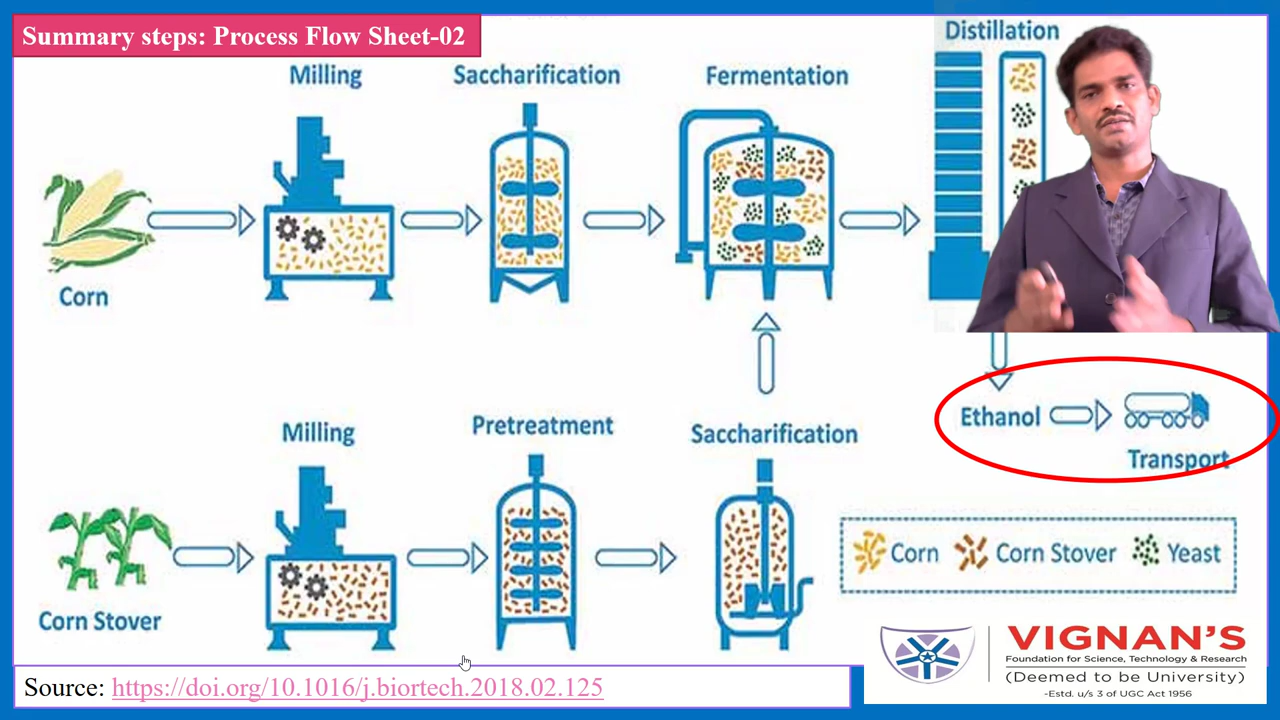 Summary steps: Process Flow Sheet-02
Distillation
Milling
Saccharification
Fermentation
Corn
Ethanol
Transport
Milling
Pretreatment
Saccharification
Corn
Corn Stover
Yeast
Corn Stover
VIGNAN'S
Foundation for Science, Technology & Research
(Deemed to be University)
-Estd. u/s 3 of UGC Act 1956
Source: https://doi.org/10.1016/j.biortech.2018.02.125